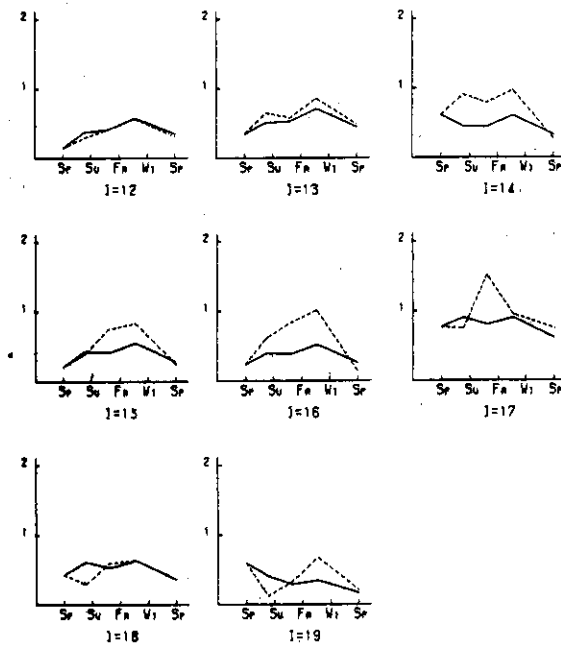 2 2 2
1 1 1
Sp Su Fa Wi Sp Sp Su Fa Wi Sp Sp Su Fa Wi Sp
I=12 I=13 I=14
2 2 2
1 1 1
Sp Su Fa Wi Sp Sp Su Fa Wi Sp Sp Su Fa Wi Sp
I=15 I=16 I=17
2 2
1 1
Sp Su Fa Wi Sp Sp Su Fa Wi Sp
I=18 I=19